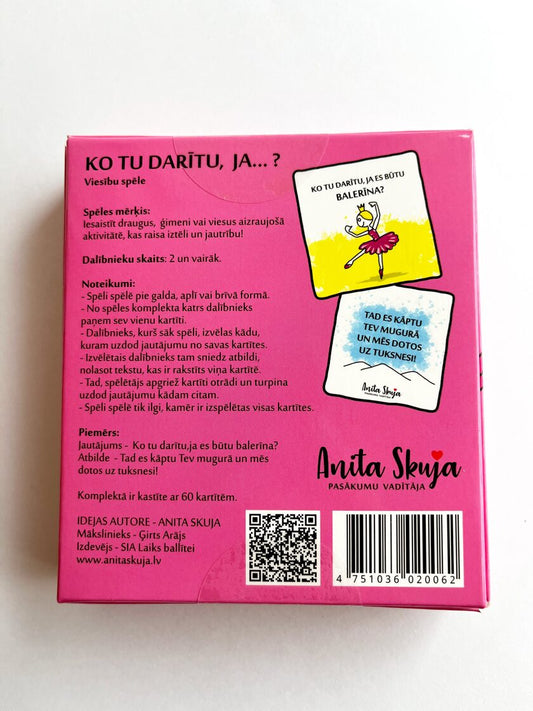 KO TU DARĪTU, JA... ?
Viesību spēle
Spēles mērķis:
Iesaistīt draugus, ģimeni vai viesus aizraujošā
aktivitātē, kas raisa iztēli un jautrību!
Dalībnieku skaits: 2 un vairāk.
Noteikumi:
- Spēli spēlē pie galda, aplī vai brīvā formā.
- No spēles komplekta katrs dalībnieks
paņem sev vienu kartīti.
- Dalībnieks, kurš sāk spēli, izvēlas kādu,
kuram uzdod jautājumu no savas kartītes.
- Izvēlētais dalībnieks tam sniedz atbildi,
nolasot tekstu, kas ir rakstīts viņa kartītē.
- Tad, spēlētājs apgriež kartīti otrādi un turpina
uzdod jautājumu kādam citam.
- Spēli spēlē tik ilgi, kamēr ir izspēlētas visas kartītes.
Piemērs:
Jautājums - Ko tu darītu,ja es būtu balerīna?
Atbilde - Tad es kāptu Tev mugurā un mēs
dotos uz tuksnesi!
Komplektā ir kastīte ar 60 kartītēm.
IDEJAS AUTORE - ANITA SKUJA
Mākslinieks - Ģirts Arājs
Izdevējs - SIA Laiks ballītei
www.anitaskuja.lv
KO TU DARĪTU, JA ES BŪTU
BALERĪNA?
TAD ES KĀPTU
TEV MUGURĀ
UN MĒS DOTOS
UZ TUKSNESI!
Anita Skuja
PASĀKUMU VADĪTĀJA
Anita Skuja
PASĀKUMU VADĪTĀJA
4 751036 020062